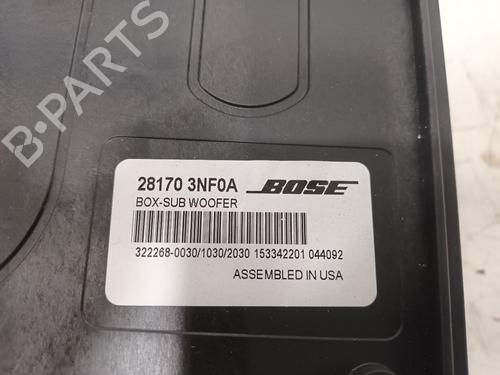 B-PARTS
28170 3NF0A BOSE
BOX-SUB WOOFER
322268-0030/1030/2030 153342201 044092
ASSEMBLED IN USA